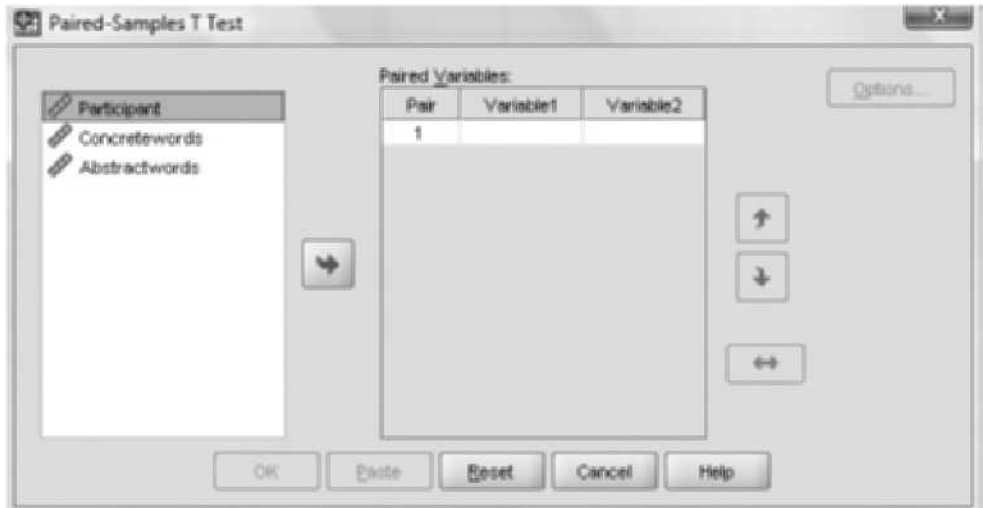 Paired-Samples T Test
x
Paired Variables:
Options...
Participant
Concretewords
Abstractwords
Pair Variable1 Variable2
1
OK Paste Reset Cancel Help